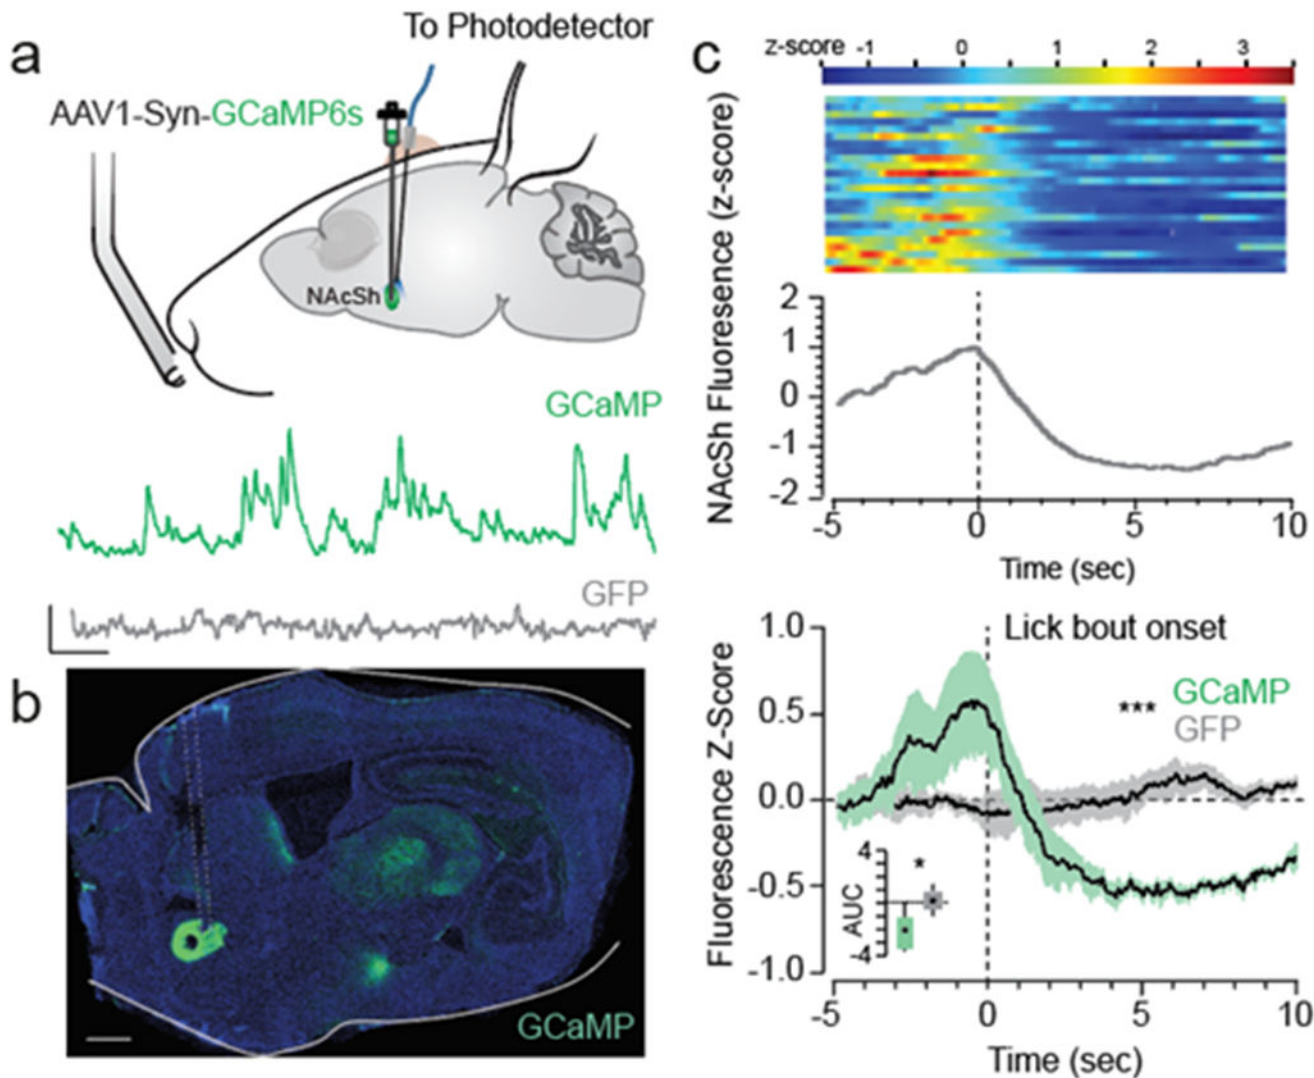 a
To Photodetector
AAV1-Syn-GCaMP6s
NAcSh
GCaMP
GFP
b
GCaMP
c
z-score -1 0 1 2 3
NAcSh Fluoresence (z-score)
2
1
0
-1
-2
-5 0 5 10
Time (sec)
Lick bout onset
Fluorescence Z-Score
1.0
0.5
0.0
-0.5
-1.0
*** GCaMP
GFP
AUC
4
*
-4
-5 0 5 10
Time (sec)